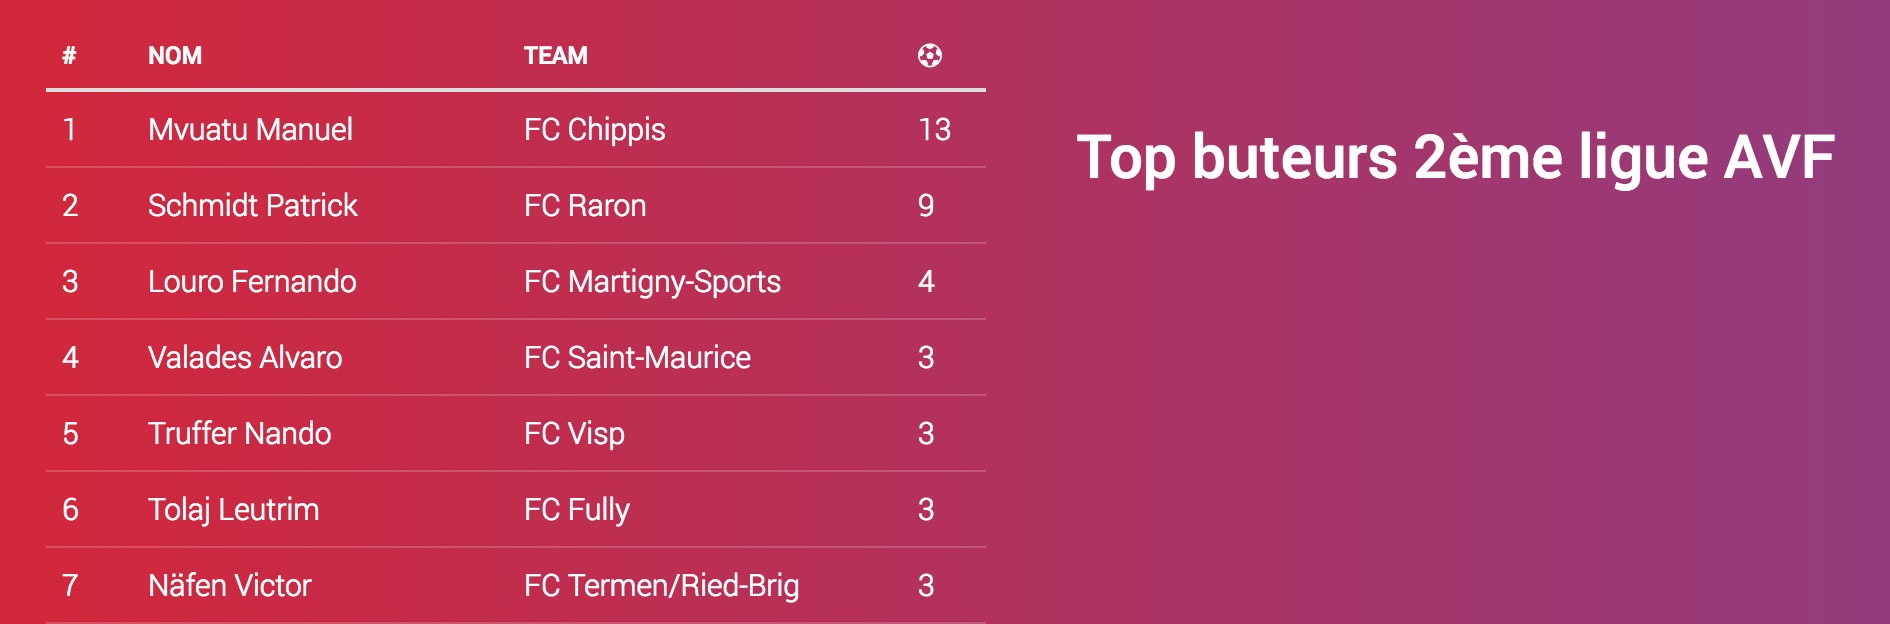 # NOM TEAM
1 Mvuatu Manuel FC Chippis 13
2 Schmidt Patrick FC Raron 9
3 Louro Fernando FC Martigny-Sports 4
4 Valades Alvaro FC Saint-Maurice 3
5 Truffer Nando FC Visp 3
6 Tolaj Leutrim FC Fully 3
7 Näfen Victor FC Termen/Ried-Brig 3
Top buteurs 2ème ligue AVF